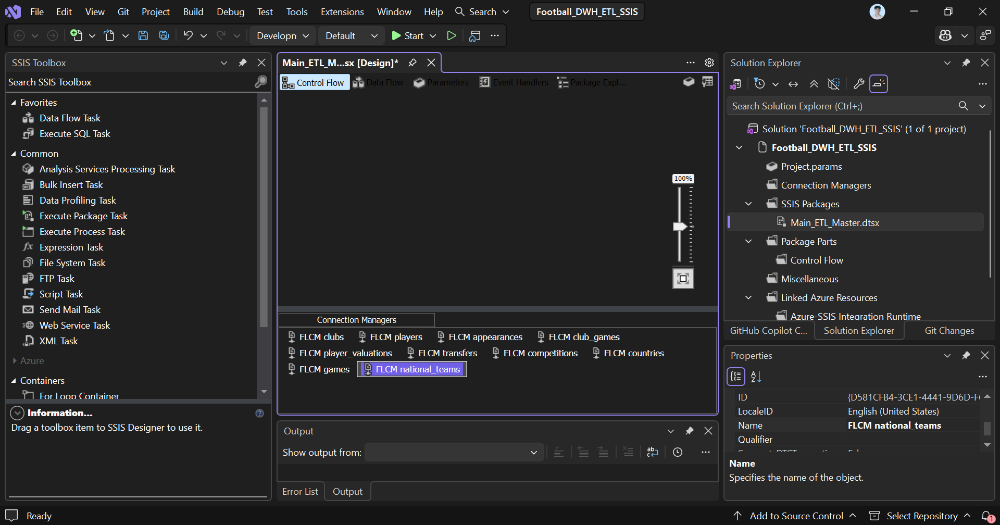 File Edit View Git Project Build Debug Test Tools Extensions Window Help Search Football_DWH_ETL_SSIS
Developm Default Start
SSIS Toolbox
Search SSIS Toolbox
Favorites
Data Flow Task
Execute SQL Task
Common
Analysis Services Processing Task
Bulk Insert Task
Data Profiling Task
Execute Package Task
Execute Process Task
Expression Task
File System Task
FTP Task
Script Task
Send Mail Task
Web Service Task
XML Task
Azure
Containers
For Loop Container
Information...
Drag a toolbox item to SSIS Designer to use it.
Main_ETL_M...sx [Design]*
Control Flow Data Flow Parameters Event Handlers Package Expl...
100%
Connection Managers
FLCM clubs FLCM players FLCM appearances FLCM club_games
FLCM player_valuations FLCM transfers FLCM competitions FLCM countries
FLCM games FLCM national_teams
Output
Show output from:
Error List Output
Solution Explorer
Search Solution Explorer (Ctrl+;)
Solution 'Football_DWH_ETL_SSIS' (1 of 1 project)
Football_DWH_ETL_SSIS
Project.params
Connection Managers
SSIS Packages
Main_ETL_Master.dtsx
Package Parts
Control Flow
Miscellaneous
Linked Azure Resources
Azure-SSIS Integration Runtime
GitHub Copilot C... Solution Explorer Git Changes
Properties
ID {D581CFB4-3CE1-4441-9D6D-F
LocaleID English (United States)
Name FLCM national_teams
Qualifier
Name
Specifies the name of the object.
Ready Add to Source Control Select Repository 1